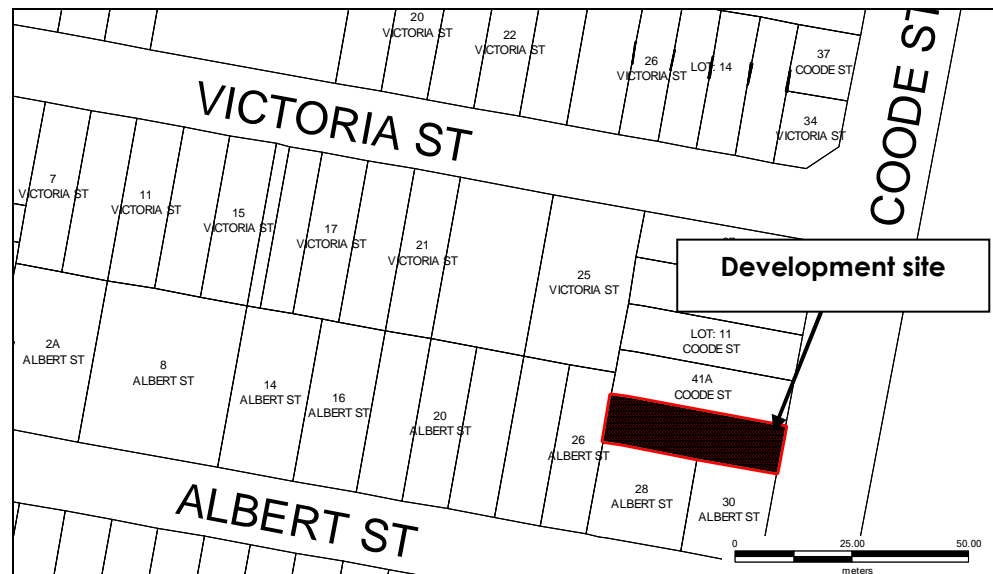 20
VICTORIA ST
22
VICTORIA ST
26
VICTORIA ST
LOT: 14
37
COODE ST
34
VICTORIA ST
COODE ST
VICTORIA ST
7
VICTORIA ST
11
VICTORIA ST
15
VICTORIA ST
17
VICTORIA ST
21
VICTORIA ST
25
VICTORIA ST
Development site
LOT: 11
COODE ST
41A
COODE ST
2A
ALBERT ST
8
ALBERT ST
14
ALBERT ST
16
ALBERT ST
20
ALBERT ST
26
ALBERT ST
28
ALBERT ST
30
ALBERT ST
ALBERT ST
0
25.00
50.00
meters